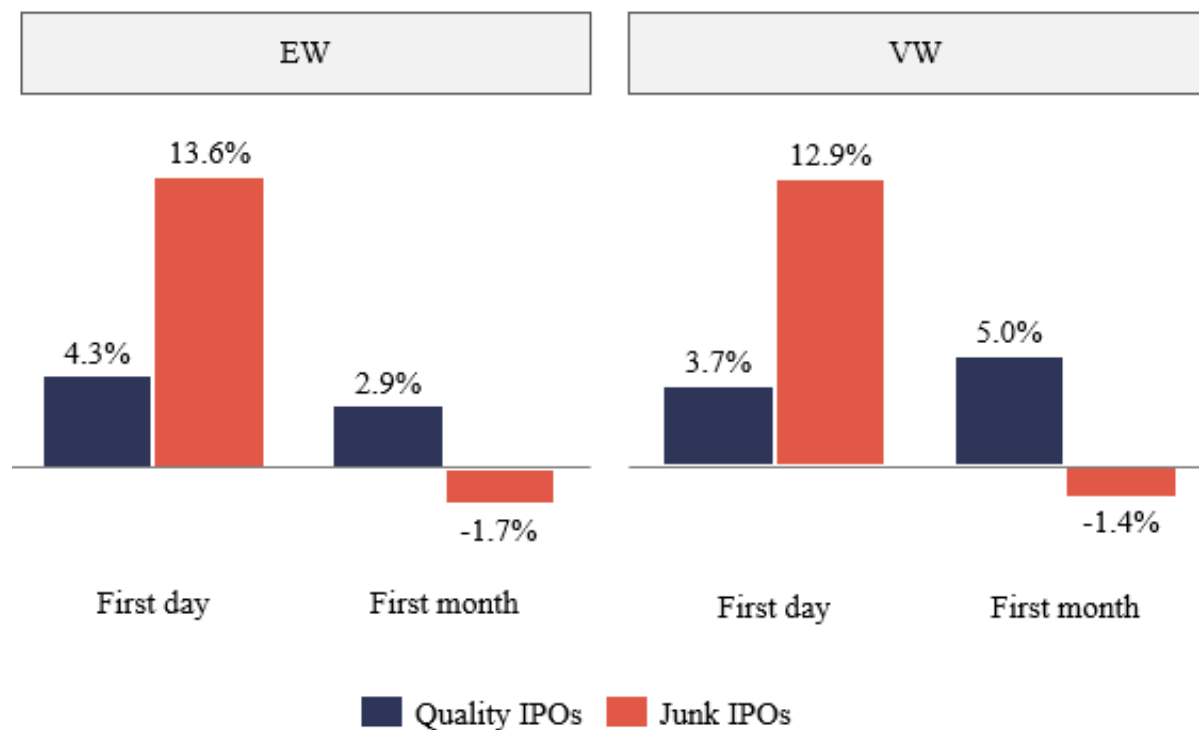 EW
VW
13.6%
12.9%
4.3%
2.9%
3.7%
5.0%
-1.7%
-1.4%
First day
First month
First day
First month
Quality IPOs
Junk IPOs